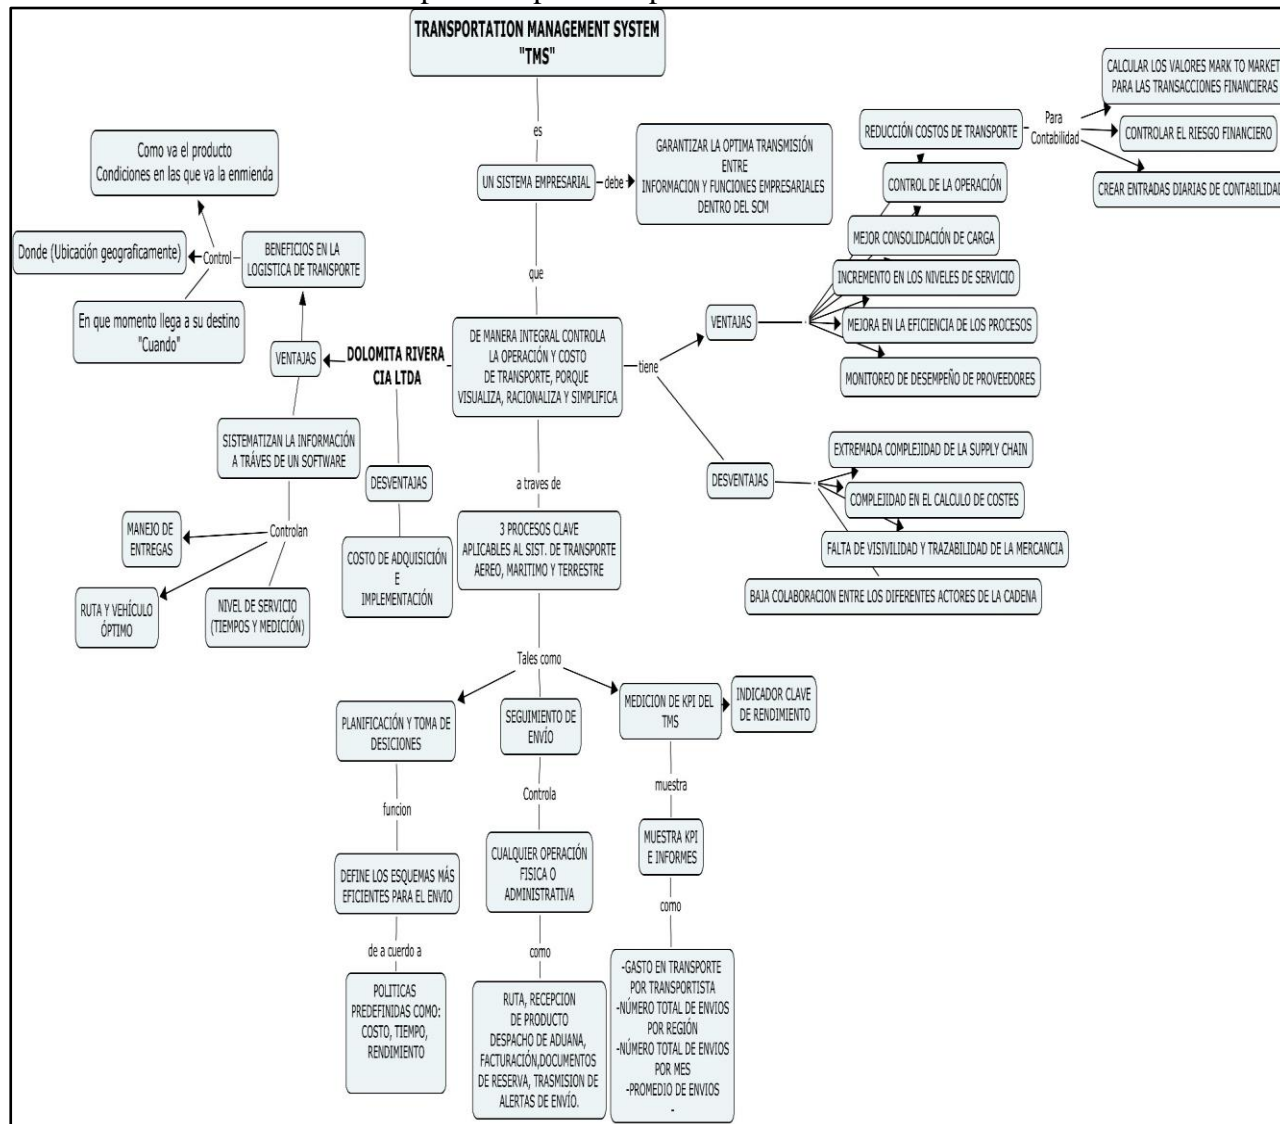 TRANSPORTATION MANAGEMENT SYSTEM
"TMS"
es
UN SISTEMA EMPRESARIAL
debe
GARANTIZAR LA OPTIMA TRANSMISIÓN
ENTRE
INFORMACION Y FUNCIONES EMPRESARIALES
DENTRO DEL SCM
que
DE MANERA INTEGRAL CONTROLA
LA OPERACIÓN Y COSTO
DE TRANSPORTE, PORQUE
VISUALIZA, RACIONALIZA Y SIMPLIFICA
tiene
VENTAJAS
REDUCCIÓN COSTOS DE TRANSPORTE
Para
Contabilidad
CALCULAR LOS VALORES MARK TO MARKET
PARA LAS TRANSACCIONES FINANCIERAS
CONTROLAR EL RIESGO FINANCIERO
CREAR ENTRADAS DIARIAS DE CONTABILIDAD
CONTROL DE LA OPERACIÓN
MEJOR CONSOLIDACIÓN DE CARGA
INCREMENTO EN LOS NIVELES DE SERVICIO
MEJORA EN LA EFICIENCIA DE LOS PROCESOS
MONITOREO DE DESEMPEÑO DE PROVEEDORES
DESVENTAJAS
EXTREMADA COMPLEJIDAD DE LA SUPPLY CHAIN
COMPLEJIDAD EN EL CALCULO DE COSTES
FALTA DE VISIVILIDAD Y TRAZABILIDAD DE LA MERCANCIA
BAJA COLABORACION ENTRE LOS DIFERENTES ACTORES DE LA CADENA
DOLOMITA RIVERA
CIA LTDA
VENTAJAS
BENEFICIOS EN LA
LOGISTICA DE TRANSPORTE
Control
Como va el producto
Condiciones en las que va la enmienda
Donde (Ubicación geograficamente)
En que momento llega a su destino
"Cuando"
SISTEMATIZAN LA INFORMACIÓN
A TRÁVES DE UN SOFTWARE
Controlan
MANEJO DE
ENTREGAS
RUTA Y VEHÍCULO
ÓPTIMO
NIVEL DE SERVICIO
(TIEMPOS Y MEDICIÓN)
DESVENTAJAS
COSTO DE ADQUISICIÓN
E
IMPLEMENTACIÓN
a traves de
3 PROCESOS CLAVE
APLICABLES AL SIST. DE TRANSPORTE
AEREO, MARITIMO Y TERRESTRE
Tales como
PLANIFICACIÓN Y TOMA DE
DESICIONES
funcion
DEFINE LOS ESQUEMAS MÁS
EFICIENTES PARA EL ENVIO
de a cuerdo a
POLITICAS
PREDEFINIDAS COMO:
COSTO, TIEMPO,
RENDIMIENTO
SEGUIMIENTO DE
ENVÍO
Controla
CUALQUIER OPERACIÓN
FISICA O
ADMINISTRATIVA
como
RUTA, RECEPCION
DE PRODUCTO
DESPACHO DE ADUANA,
FACTURACIÓN,DOCUMENTOS
DE RESERVA, TRASMISION DE
ALERTAS DE ENVÍO.
MEDICION DE KPI DEL
TMS
INDICADOR CLAVE
DE RENDIMIENTO
muestra
MUESTRA KPI
E INFORMES
como
-GASTO EN TRANSPORTE
POR TRANSPORTISTA
-NÚMERO TOTAL DE ENVIOS
POR REGIÓN
-NÚMERO TOTAL DE ENVIOS
POR MES
-PROMEDIO DE ENVIOS
-